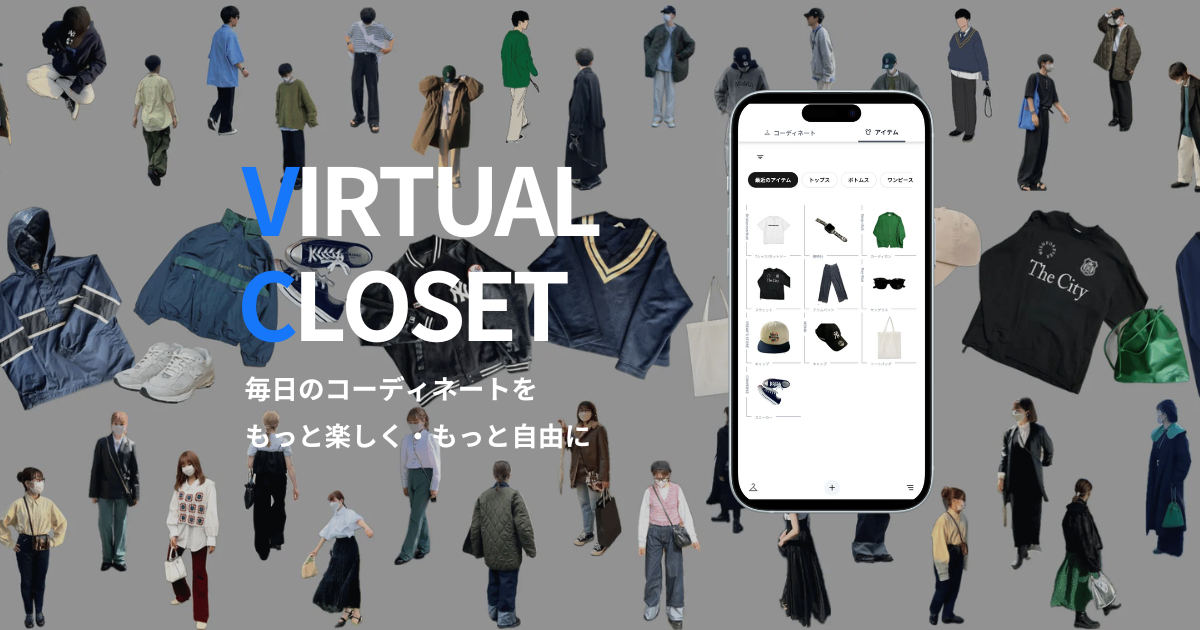 VIRTUAL
CLOSET
毎日のコーディネートを
もっと楽しく・もっと自由に
コーディネート
アイテム
最近のアイテム
トップス
ボトムス
ワンピース
The City
The City